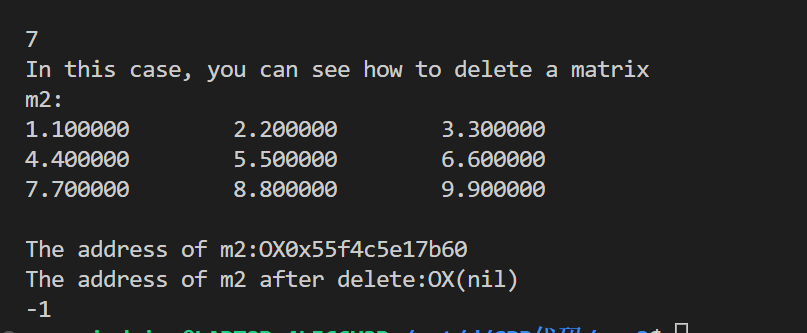 7
In this case, you can see how to delete a matrix
m2:
1.100000 2.200000 3.300000
4.400000 5.500000 6.600000
7.700000 8.800000 9.900000
The address of m2:OX0x55f4c5e17b60
The address of m2 after delete:OX(nil)
-1